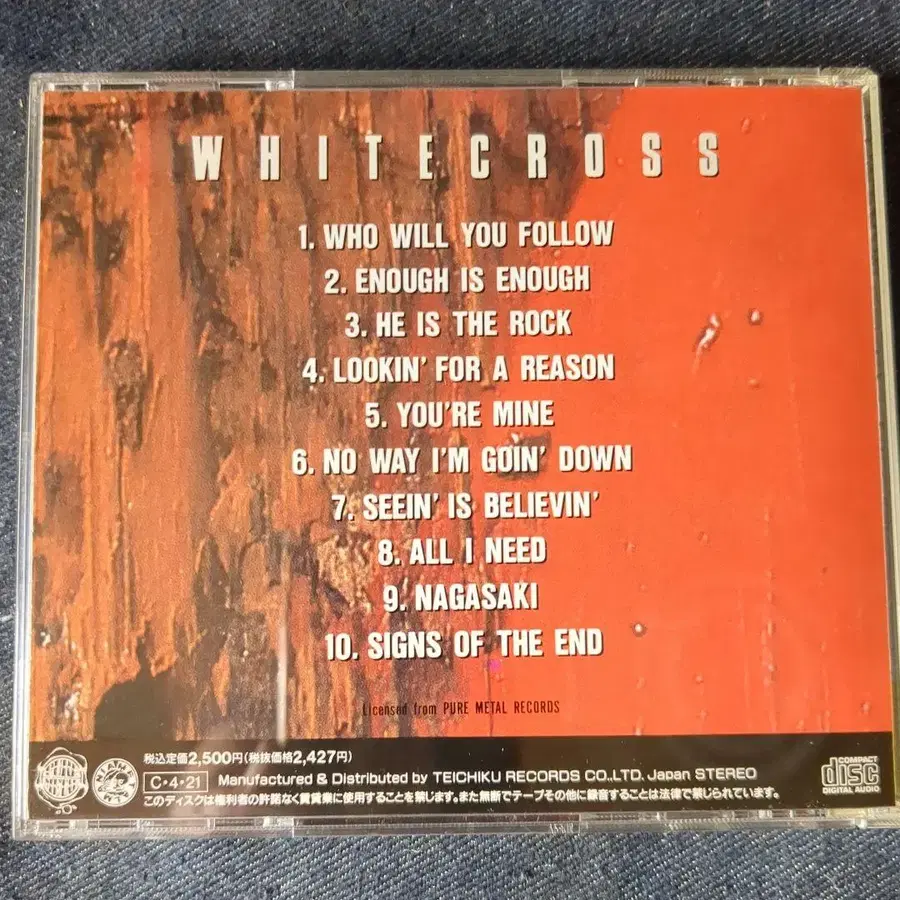 WHITECROSS
1. WHO WILL YOU FOLLOW
2. ENOUGH IS ENOUGH
3. HE IS THE ROCK
4. LOOKIN' FOR A REASON
5. YOU'RE MINE
6. NO WAY I'M GOIN' DOWN
7. SEEIN' IS BELIEVIN'
8. ALL I NEED
9. NAGASAKI
10. SIGNS OF THE END
Licensed from PURE METAL RECORDS
税込定価2,500円(税抜価格2,427円)
C・4・21 Manufactured & Distributed by TEICHIKU RECORDS CO.,LTD. Japan STEREO
このディスクは権利者の許諾なく賃貸業に使用することを禁じます。また無断でテープその他に録音することは法律で禁じられています。
COMPACT
disc
DIGITAL AUDIO